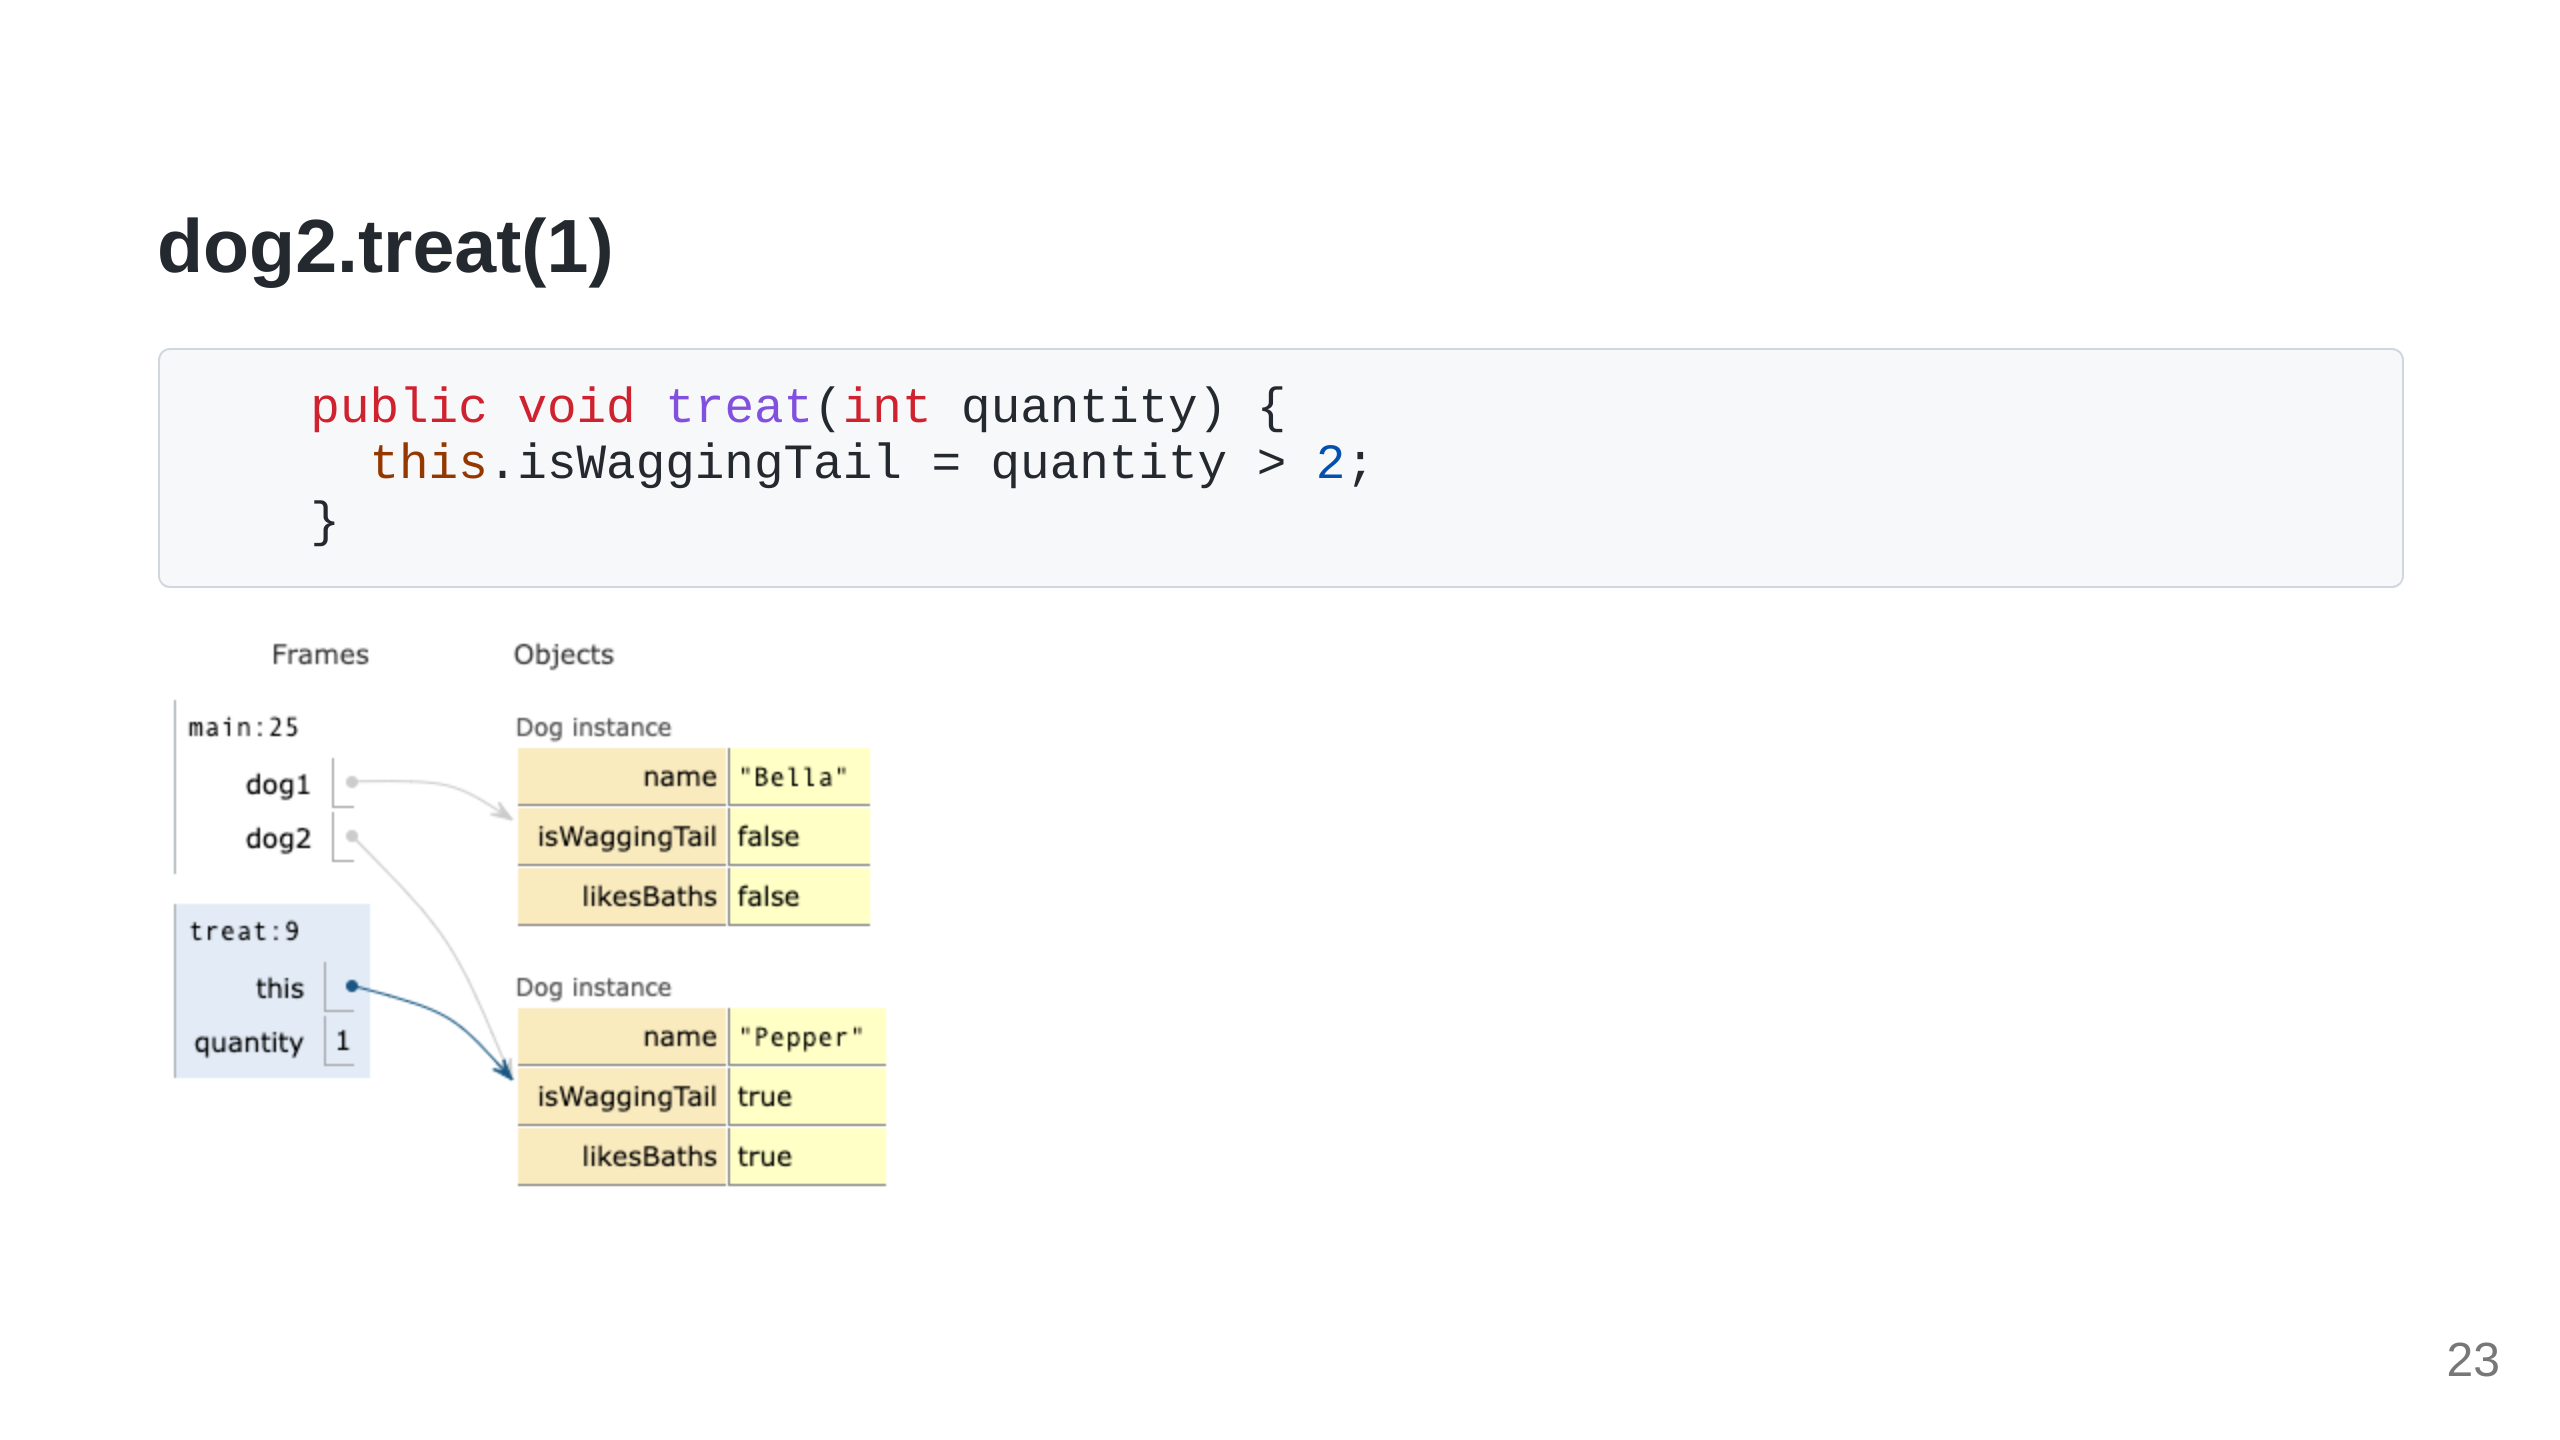 dog2.treat(1)
public void treat(int quantity) {
  this.isWaggingTail = quantity > 2;
}
Frames Objects
main:25
dog1
dog2
Dog instance
name "Bella"
isWaggingTail false
likesBaths false
treat:9
this
quantity 1
Dog instance
name "Pepper"
isWaggingTail true
likesBaths true
23